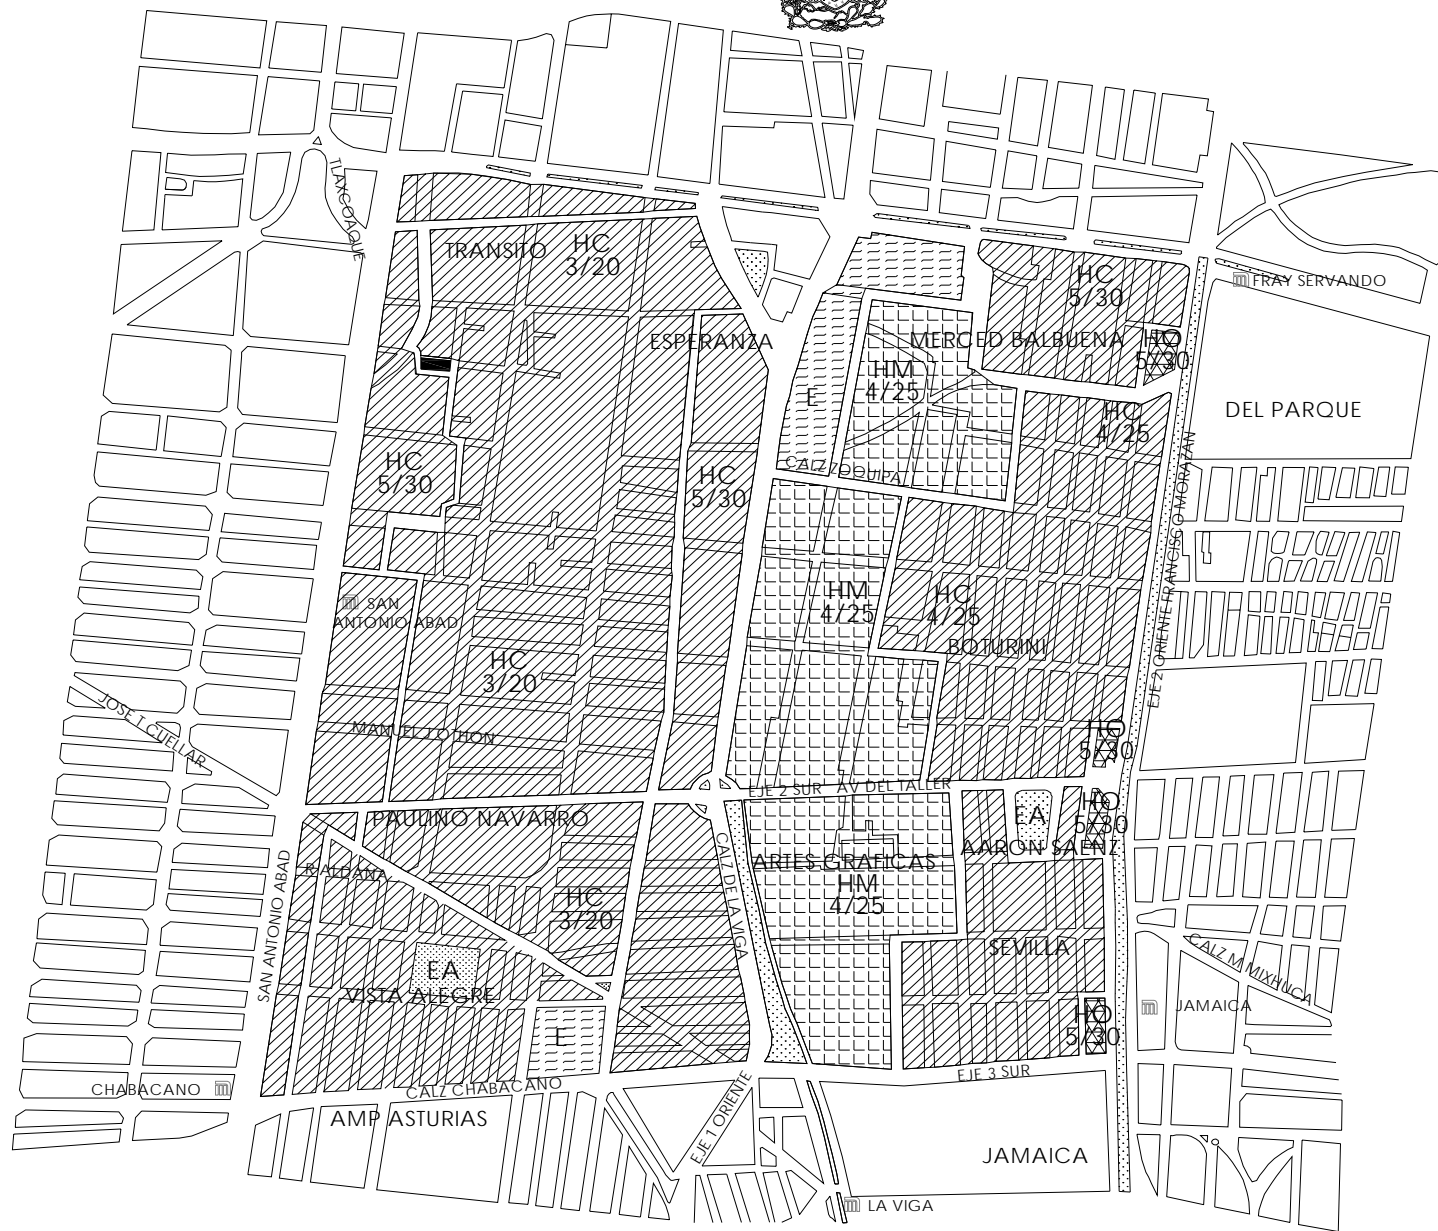 TLAXCOAQUE
TRANSITO
HC
3/20
HC
5/30
FRAY SERVANDO
ESPERANZA
MERCED BALBUENA
HO
5/30
HM
4/25
E
DEL PARQUE
HC
4/25
HC
5/30
HC
5/30
CALZ ZOQUIPA
EJE 2 ORIENTE FRANCISCO MORAZAN
SAN
ANTONIO ABAD
HM
4/25
HC
4/25
BOTURINI
HC
3/20
JOSE T CUELLAR
MANUEL J OTHON
HO
5/30
EJE 2 SUR AV DEL TALLER
PAULINO NAVARRO
EA
HO
5/30
AARON SAENZ
ARTES GRAFICAS
HM
4/25
R ALDANA
CALZ DE LA VIGA
HC
3/20
SAN ANTONIO ABAD
SEVILLA
CALZ M MIXHUCA
EA
VISTA ALEGRE
JAMAICA
HO
5/30
E
EJE 3 SUR
CHABACANO
CALZ CHABACANO
AMP ASTURIAS
EJE 1 ORIENTE
JAMAICA
LA VIGA